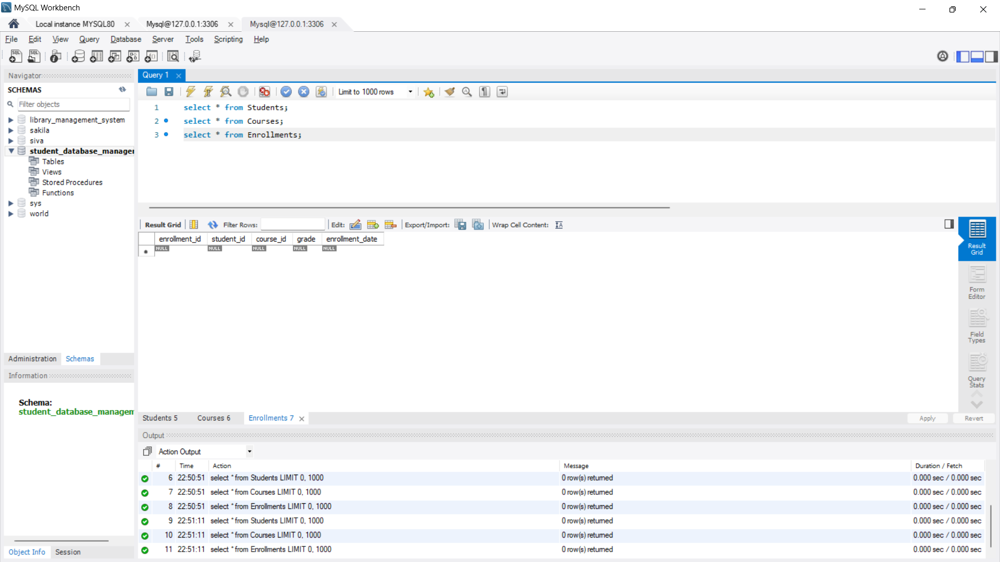 MySQL Workbench
Local instance MYSQL80
Mysql@127.0.0.1:3306
Mysql@127.0.0.1:3306
File Edit View Query Database Server Tools Scripting Help
Navigator
SCHEMAS
Filter objects
library_management_system
sakila
siva
student_database_manager
Tables
Views
Stored Procedures
Functions
sys
world
Administration Schemas
Information
Schema:
student_database_managem
Object Info Session
Query 1
Limit to 1000 rows
1 select * from Students;
2 select * from Courses;
3 select * from Enrollments;
Result Grid Filter Rows: Edit: Export/Import: Wrap Cell Content:
enrollment_id student_id course_id grade enrollment_date
NULL NULL NULL NULL NULL
Result
Grid
Form
Editor
Field
Types
Query
Stats
Students 5 Courses 6 Enrollments 7
Apply Revert
Output
Action Output
# Time Action Message Duration / Fetch
6 22:50:51 select * from Students LIMIT 0, 1000 0 row(s) returned 0.000 sec / 0.000 sec
7 22:50:51 select * from Courses LIMIT 0, 1000 0 row(s) returned 0.000 sec / 0.000 sec
8 22:50:51 select * from Enrollments LIMIT 0, 1000 0 row(s) returned 0.000 sec / 0.000 sec
9 22:51:11 select * from Students LIMIT 0, 1000 0 row(s) returned 0.000 sec / 0.000 sec
10 22:51:11 select * from Courses LIMIT 0, 1000 0 row(s) returned 0.000 sec / 0.000 sec
11 22:51:11 select * from Enrollments LIMIT 0, 1000 0 row(s) returned 0.000 sec / 0.000 sec